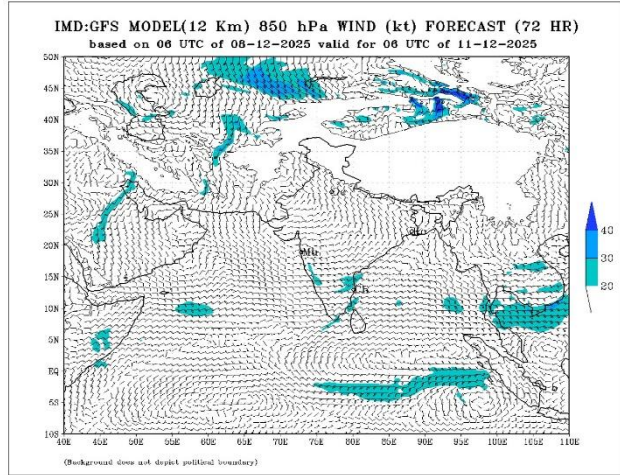 IMD:GFS MODEL(12 Km) 850 hPa WIND (kt) FORECAST (72 HR)
based on 06 UTC of 08-12-2025 valid for 06 UTC of 11-12-2025
50N
45N
40N
35N
30N
25N
20N
15N
10N
5N
EQ
5S
10S
40E 45E 50E 55E 60E 65E 70E 75E 80E 85E 90E 95E 100E 105E 110E
40
30
20
(Background does not depict political boundary)